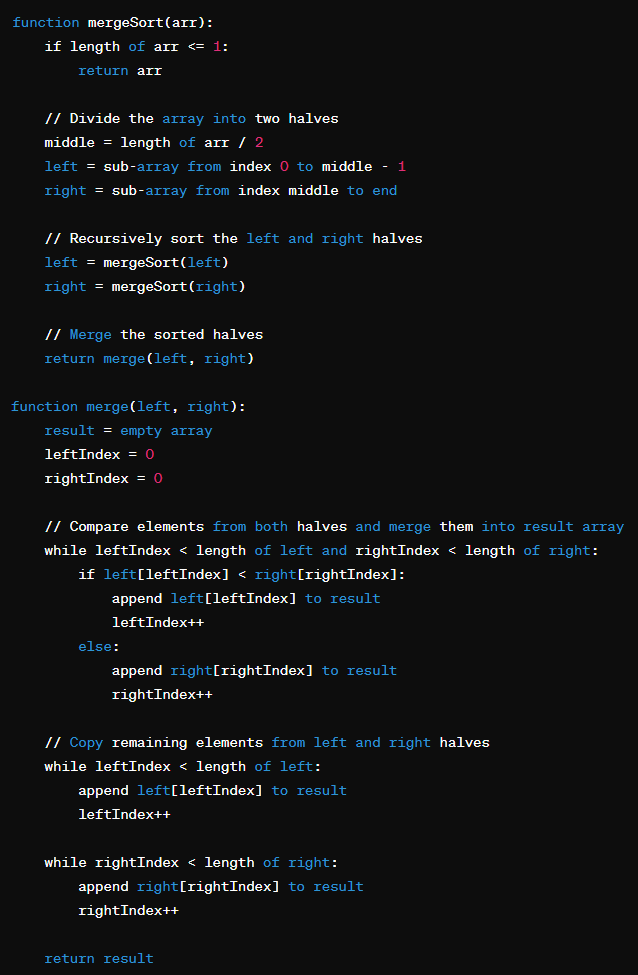 function mergeSort(arr):
    if length of arr <= 1:
        return arr

    // Divide the array into two halves
    middle = length of arr / 2
    left = sub-array from index 0 to middle - 1
    right = sub-array from index middle to end

    // Recursively sort the left and right halves
    left = mergeSort(left)
    right = mergeSort(right)

    // Merge the sorted halves
    return merge(left, right)

function merge(left, right):
    result = empty array
    leftIndex = 0
    rightIndex = 0

    // Compare elements from both halves and merge them into result array
    while leftIndex < length of left and rightIndex < length of right:
        if left[leftIndex] < right[rightIndex]:
            append left[leftIndex] to result
            leftIndex++
        else:
            append right[rightIndex] to result
            rightIndex++

    // Copy remaining elements from left and right halves
    while leftIndex < length of left:
        append left[leftIndex] to result
        leftIndex++

    while rightIndex < length of right:
        append right[rightIndex] to result
        rightIndex++

    return result